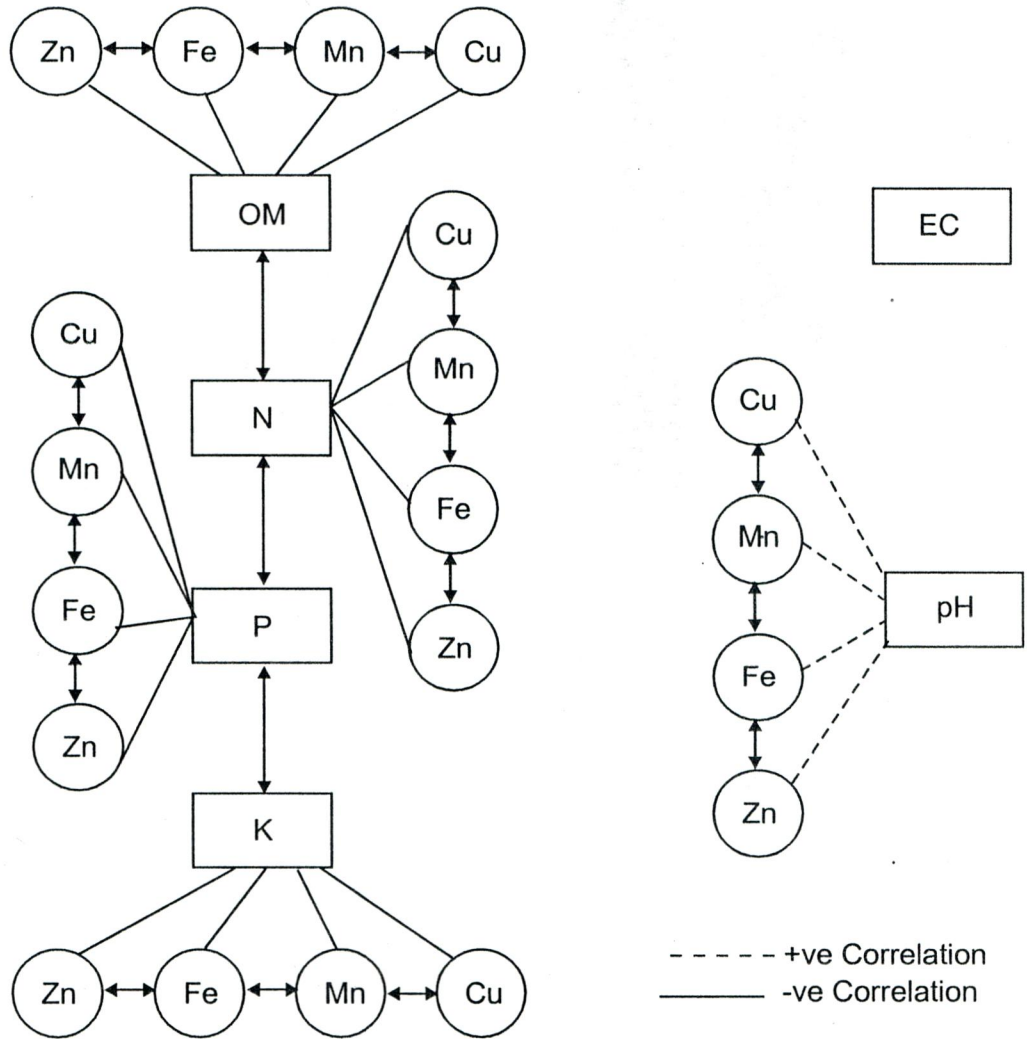 Zn Fe Mn Cu
OM
EC
Cu
Mn
Fe
Zn
N
Cu
Mn
Fe
Zn
P
K
Zn Fe Mn Cu
Cu
Mn
Fe
Zn
pH
+ve Correlation
-ve Correlation